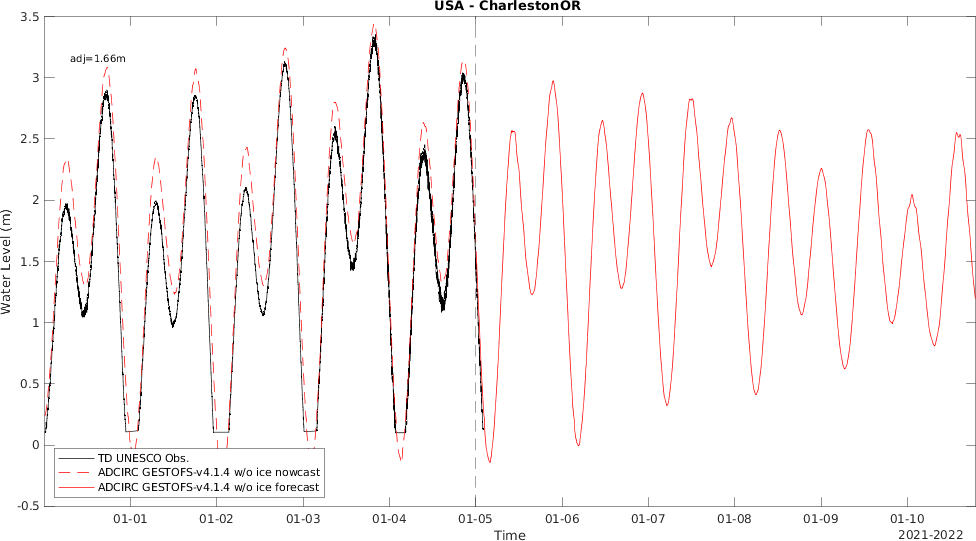 USA - CharlestonOR
adj=1.66m
3.5
3
2.5
2
1.5
1
0.5
0
-0.5
Water Level (m)
TD UNESCO Obs.
ADCIRC GESTOFS-v4.1.4 w/o ice nowcast
ADCIRC GESTOFS-v4.1.4 w/o ice forecast
01-01 01-02 01-03 01-04 01-05 01-06 01-07 01-08 01-09 01-10
Time
2021-2022